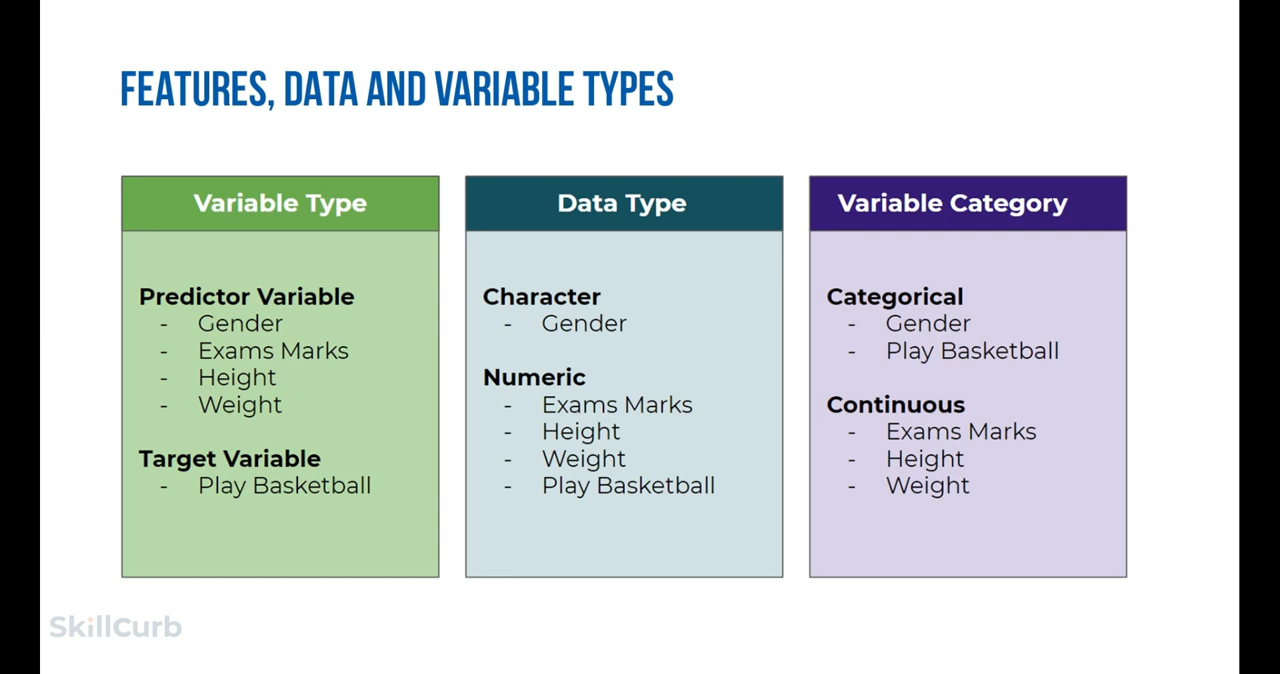 FEATURES, DATA AND VARIABLE TYPES
Variable Type
Predictor Variable
- Gender
- Exams Marks
- Height
- Weight
Target Variable
- Play Basketball
Data Type
Character
- Gender
Numeric
- Exams Marks
- Height
- Weight
- Play Basketball
Variable Category
Categorical
- Gender
- Play Basketball
Continuous
- Exams Marks
- Height
- Weight
SkillCurb